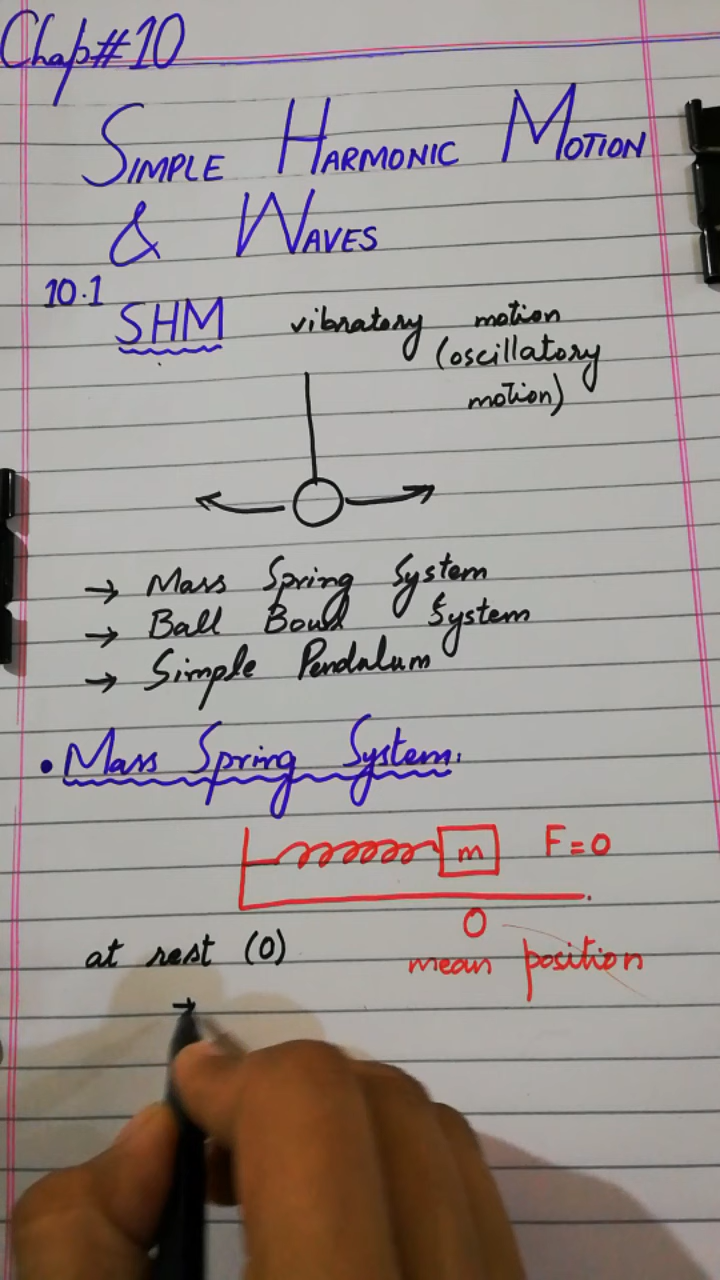 Chap#10
SIMPLE HARMONIC MOTION
& WAVES
10.1
SHM vibratory motion
(oscillatory
motion)
→ Mass Spring System
→ Ball Bowl System
→ Simple Pendalum
• Mass Spring System.
m F=0
O
at rest (0)
mean position
→